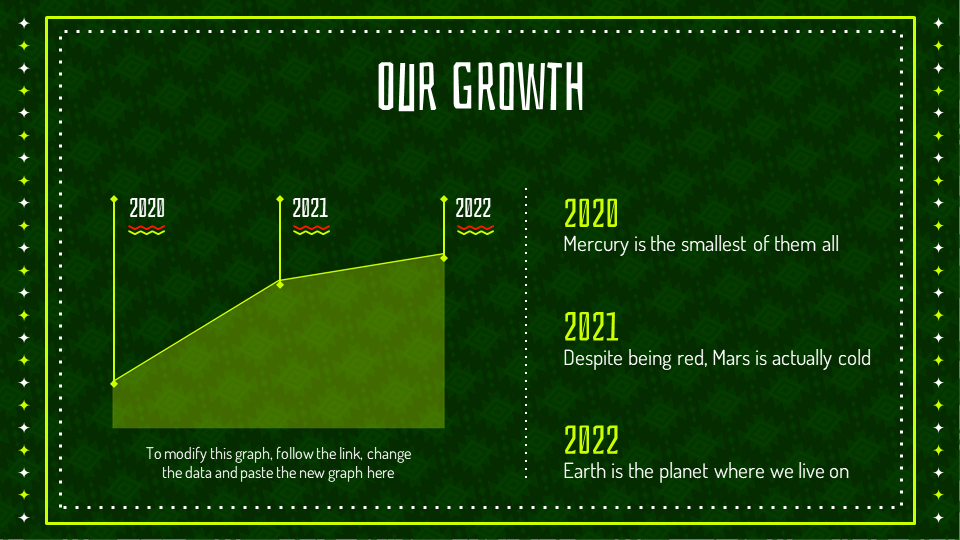 OUR GROWTH
2020
2021
2022
To modify this graph, follow the link, change
the data and paste the new graph here
2020
Mercury is the smallest of them all
2021
Despite being red, Mars is actually cold
2022
Earth is the planet where we live on